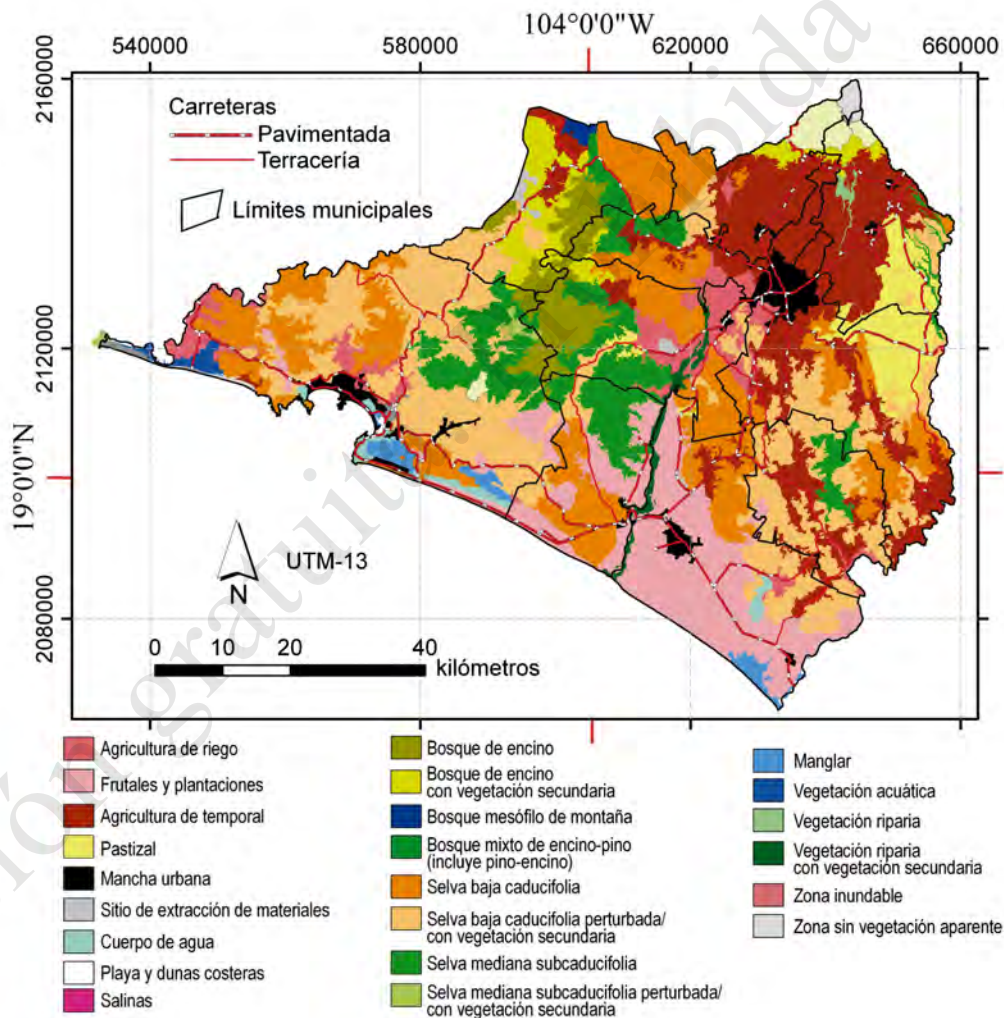 104°0'0"W
540000 580000 620000 660000
2160000
Carreteras
Pavimentada
Terracería
Límites municipales
2120000
19°0'0"N
UTM-13
N
2080000
0 10 20 40
kilómetros
Agricultura de riego
Frutales y plantaciones
Agricultura de temporal
Pastizal
Mancha urbana
Sitio de extracción de materiales
Cuerpo de agua
Playa y dunas costeras
Salinas
Bosque de encino
Bosque de encino
con vegetación secundaria
Bosque mesófilo de montaña
Bosque mixto de encino-pino
(incluye pino-encino)
Selva baja caducifolia
Selva baja caducifolia perturbada/
con vegetación secundaria
Selva mediana subcaducifolia
Selva mediana subcaducifolia perturbada/
con vegetación secundaria
Manglar
Vegetación acuática
Vegetación riparia
Vegetación riparia
con vegetación secundaria
Zona inundable
Zona sin vegetación aparente